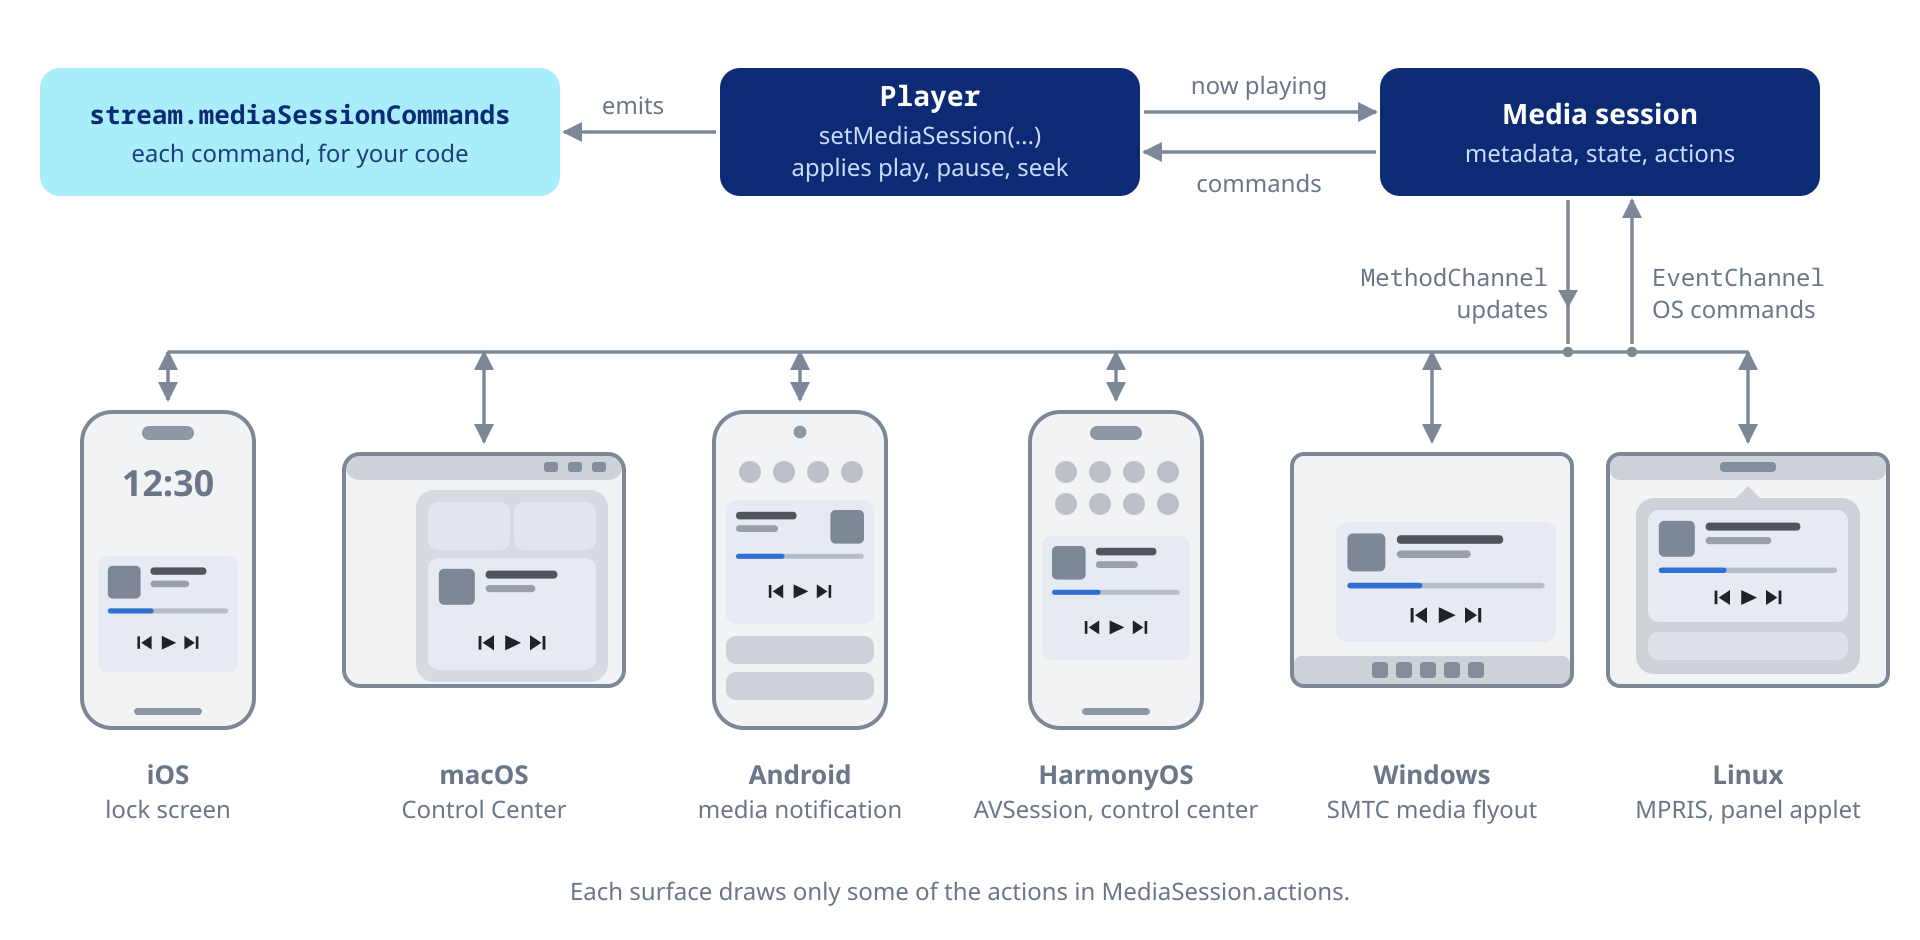 stream.mediaSessionCommands
each command, for your code
emits
Player
setMediaSession(...)
applies play, pause, seek
now playing
commands
Media session
metadata, state, actions
MethodChannel
updates
EventChannel
OS commands
12:30
iOS
lock screen
macOS
Control Center
Android
media notification
HarmonyOS
AVSession, control center
Windows
SMTC media flyout
Linux
MPRIS, panel applet
Each surface draws only some of the actions in MediaSession.actions.